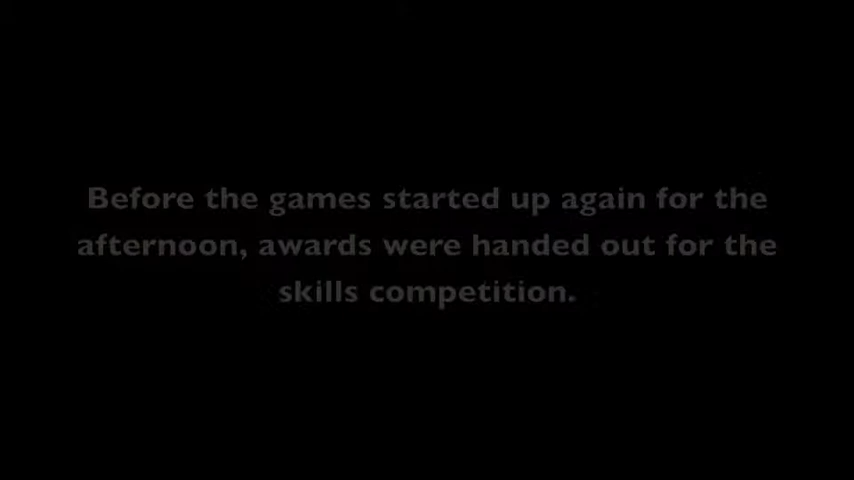 Before the games started up again for the
afternoon, awards were handed out for the
skills competition.